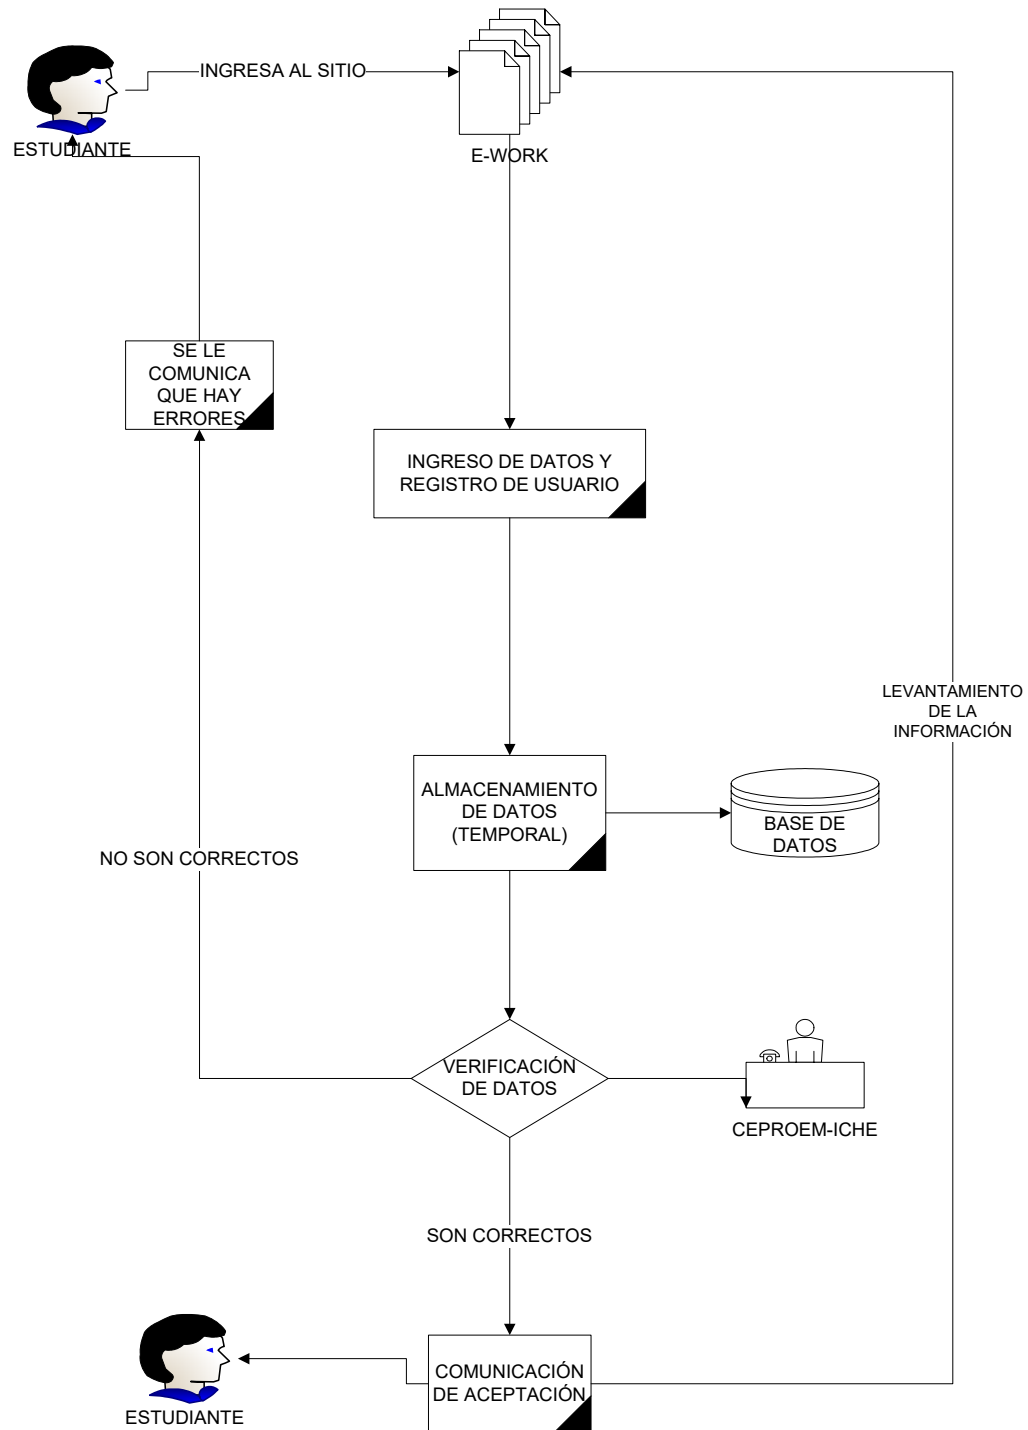 INGRESA AL SITIO
ESTUDIANTE
E-WORK
SE LE
COMUNICA
QUE HAY
ERRORES
INGRESO DE DATOS Y
REGISTRO DE USUARIO
LEVANTAMIENTO
DE LA
INFORMACIÓN
ALMACENAMIENTO
DE DATOS
(TEMPORAL)
BASE DE
DATOS
NO SON CORRECTOS
VERIFICACIÓN
DE DATOS
CEPROEM-ICHE
SON CORRECTOS
COMUNICACIÓN
DE ACEPTACIÓN
ESTUDIANTE